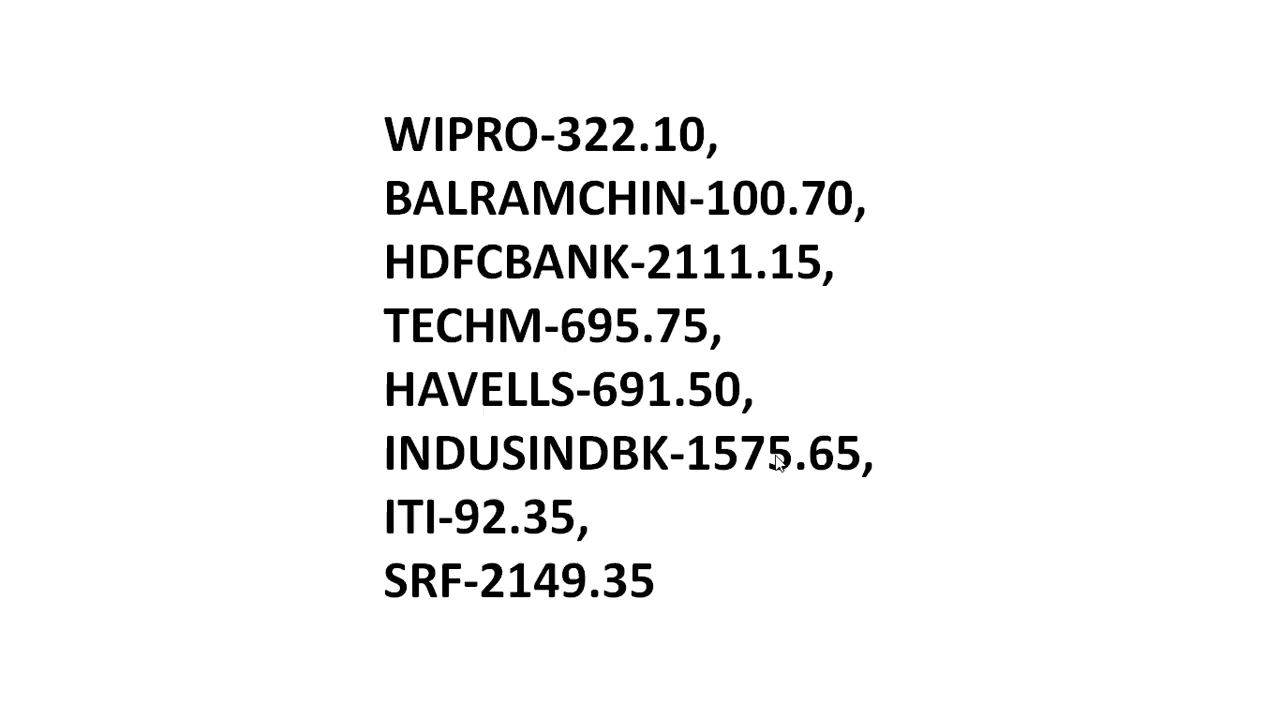 WIPRO-322.10,
BALRAMCHIN-100.70,
HDFCBANK-2111.15,
TECHM-695.75,
HAVELLS-691.50,
INDUSINDBK-1575.65,
ITI-92.35,
SRF-2149.35